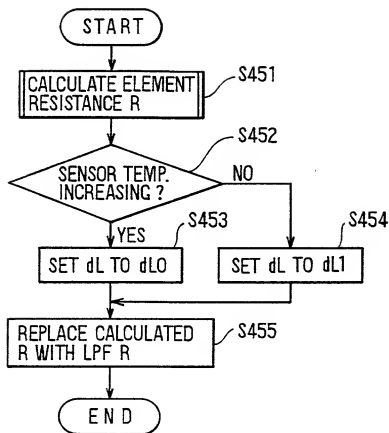 START
CALCULATE ELEMENT
RESISTANCE R
S451
SENSOR TEMP.
INCREASING ?
S452
NO
YES
S453
SET dL TO dL0
S454
SET dL TO dL1
REPLACE CALCULATED
R WITH LPF R
S455
END